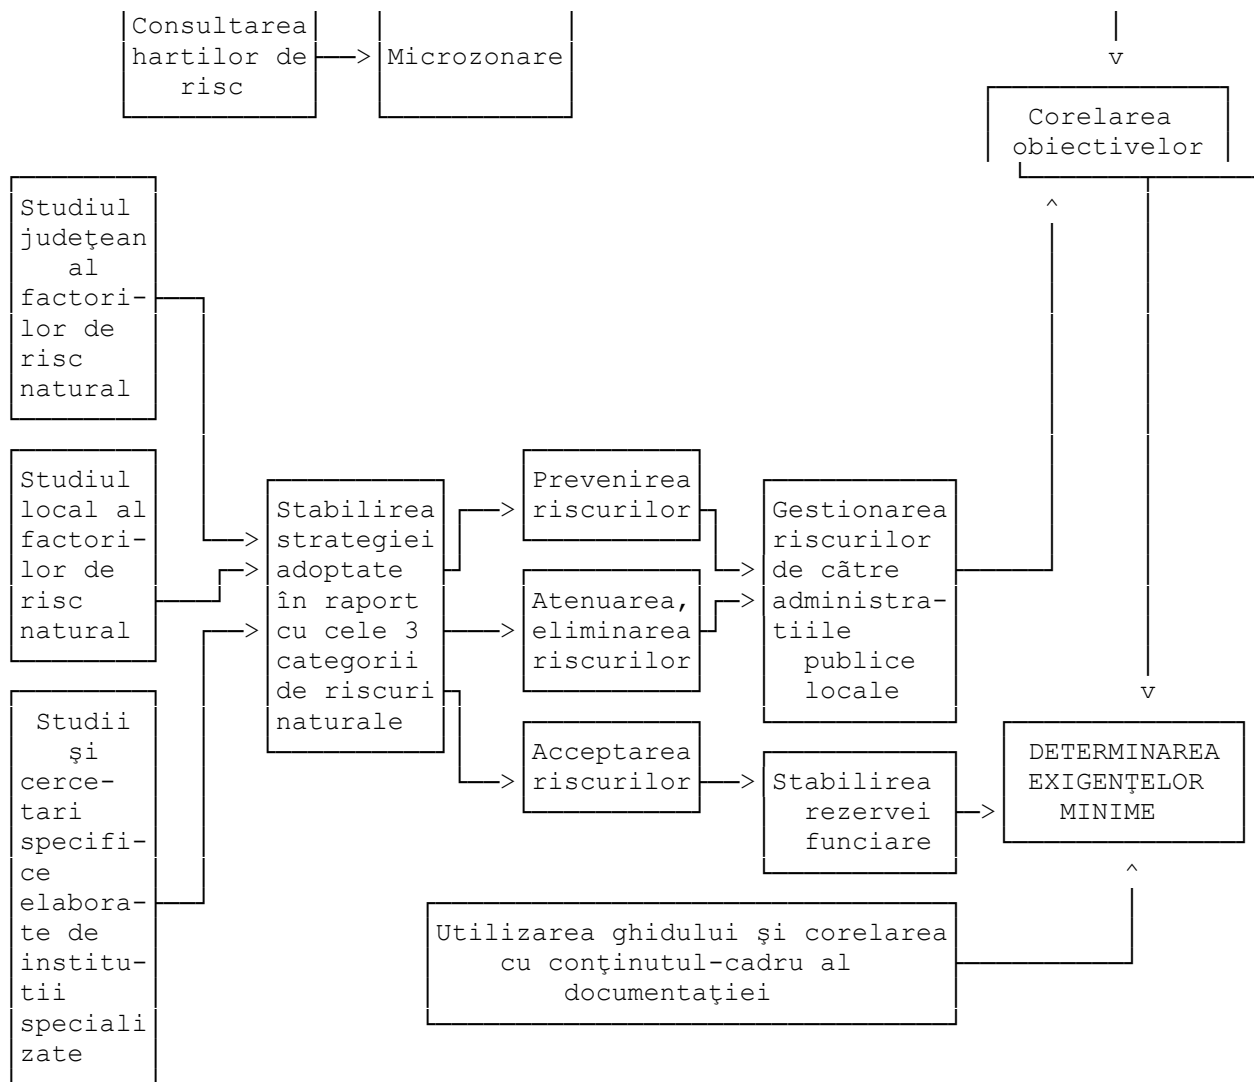 Consultarea
hartilor de
risc
Microzonare
Corelarea
obiectivelor
Studiul
judeţean
al
factori-
lor de
risc
natural
Studiul
local al
factori-
lor de
risc
natural
Studii
şi
cerce-
tari
specifi-
ce
elabora-
te de
institu-
tii
speciali
zate
Stabilirea
strategiei
adoptate
în raport
cu cele 3
categorii
de riscuri
naturale
Prevenirea
riscurilor
Atenuarea,
eliminarea
riscurilor
Acceptarea
riscurilor
Gestionarea
riscurilor
de cãtre
administra-
tiile
publice
locale
Stabilirea
rezervei
funciare
DETERMINAREA
EXIGENŢELOR
MINIME
Utilizarea ghidului şi corelarea
cu conţinutul-cadru al
documentaţiei